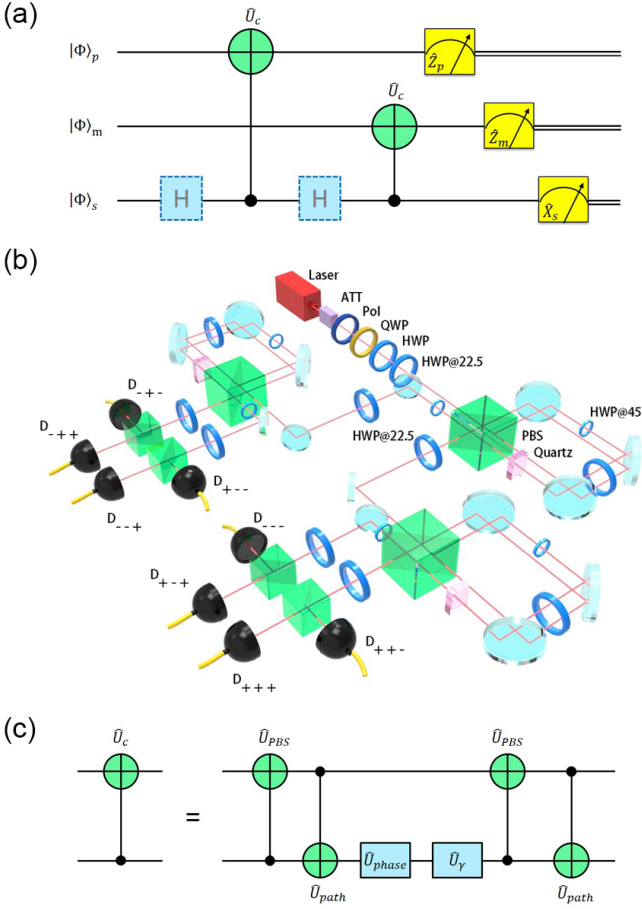 (a)
Û_c
|Φ⟩_p
Ẑ_p
Û_c
|Φ⟩_m
Ẑ_m
|Φ⟩_s
H
H
X̂_s
(b)
Laser
ATT
Pol
QWP
HWP
HWP@22.5
D_-+-
HWP@45
D_-++
HWP@22.5
PBS
Quartz
D_--+
D_+--
D_---
D_+-+
D_++-
D_+++
(c)
Û_c
Û_PBS
Û_PBS
=
Û_phase
Û_γ
Û_path
Û_path